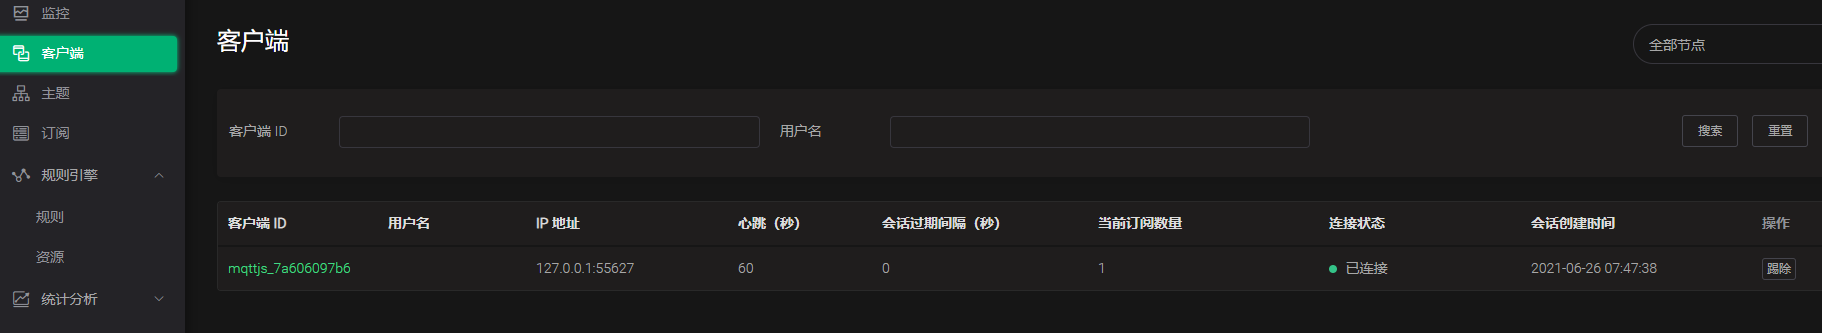 监控
客户端
主题
订阅
规则引擎
规则
资源
统计分析
客户端
全部节点
客户端 ID
用户名
搜索
重置
客户端 ID 用户名 IP 地址 心跳（秒） 会话过期间隔（秒） 当前订阅数量 连接状态 会话创建时间 操作
mqttjs_7a606097b6 127.0.0.1:55627 60 0 1 已连接 2021-06-26 07:47:38 踢除